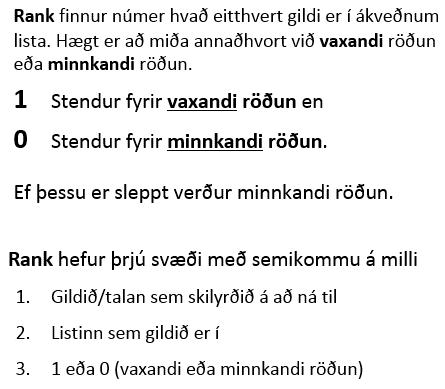 Rank finnur númer hvað eitthvert gildi er í ákveðnum
lista. Hægt er að miða annaðhvort við vaxandi röðun
eða minnkandi röðun.
1 Stendur fyrir vaxandi röðun en
0 Stendur fyrir minnkandi röðun.
Ef þessu er sleppt verður minnkandi röðun.
Rank hefur þrjú svæði með semikommu á milli
1. Gildið/talan sem skilyrðið á að ná til
2. Listinn sem gildið er í
3. 1 eða 0 (vaxandi eða minnkandi röðun)